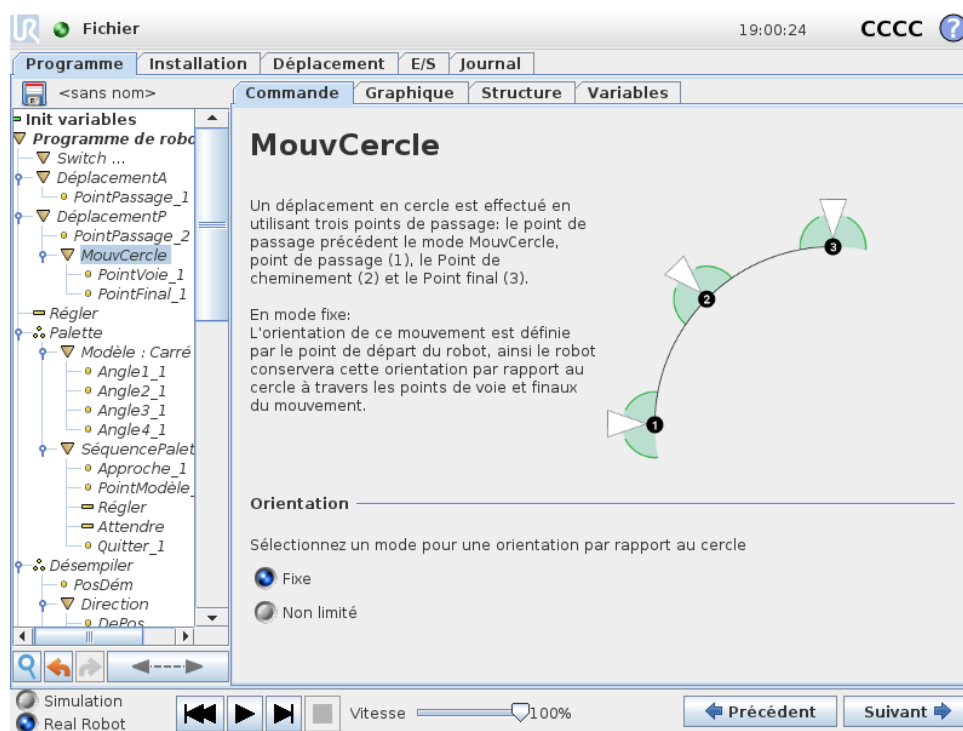 UR Fichier 19:00:24 CCCC ?
Programme Installation Déplacement E/S Journal
<sans nom>
Commande Graphique Structure Variables
Init variables
Programme de robo
Switch ...
DéplacementA
PointPassage_1
DéplacementP
PointPassage_2
MouvCercle
PointVoie_1
PointFinal_1
Régler
Palette
Modèle : Carré
Angle1_1
Angle2_1
Angle3_1
Angle4_1
SéquencePalet
Approche_1
PointModèle_
Régler
Attendre
Quitter_1
Désempiler
PosDém
Direction
DePos
MouvCercle
Un déplacement en cercle est effectué en
utilisant trois points de passage: le point de
passage précédent le mode MouvCercle,
point de passage (1), le Point de
cheminement (2) et le Point final (3).
En mode fixe:
L'orientation de ce mouvement est définie
par le point de départ du robot, ainsi le robot
conservera cette orientation par rapport au
cercle à travers les points de voie et finaux
du mouvement.
3
2
1
Orientation
Sélectionnez un mode pour une orientation par rapport au cercle
Fixe
Non limité
Simulation
Real Robot
Vitesse 100%
Précédent
Suivant